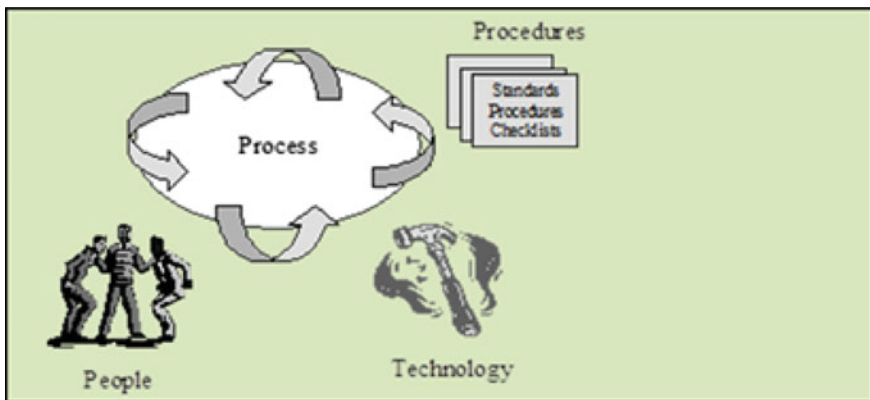 Procedures
Standards
Procedures
Checklists
Process
People
Technology